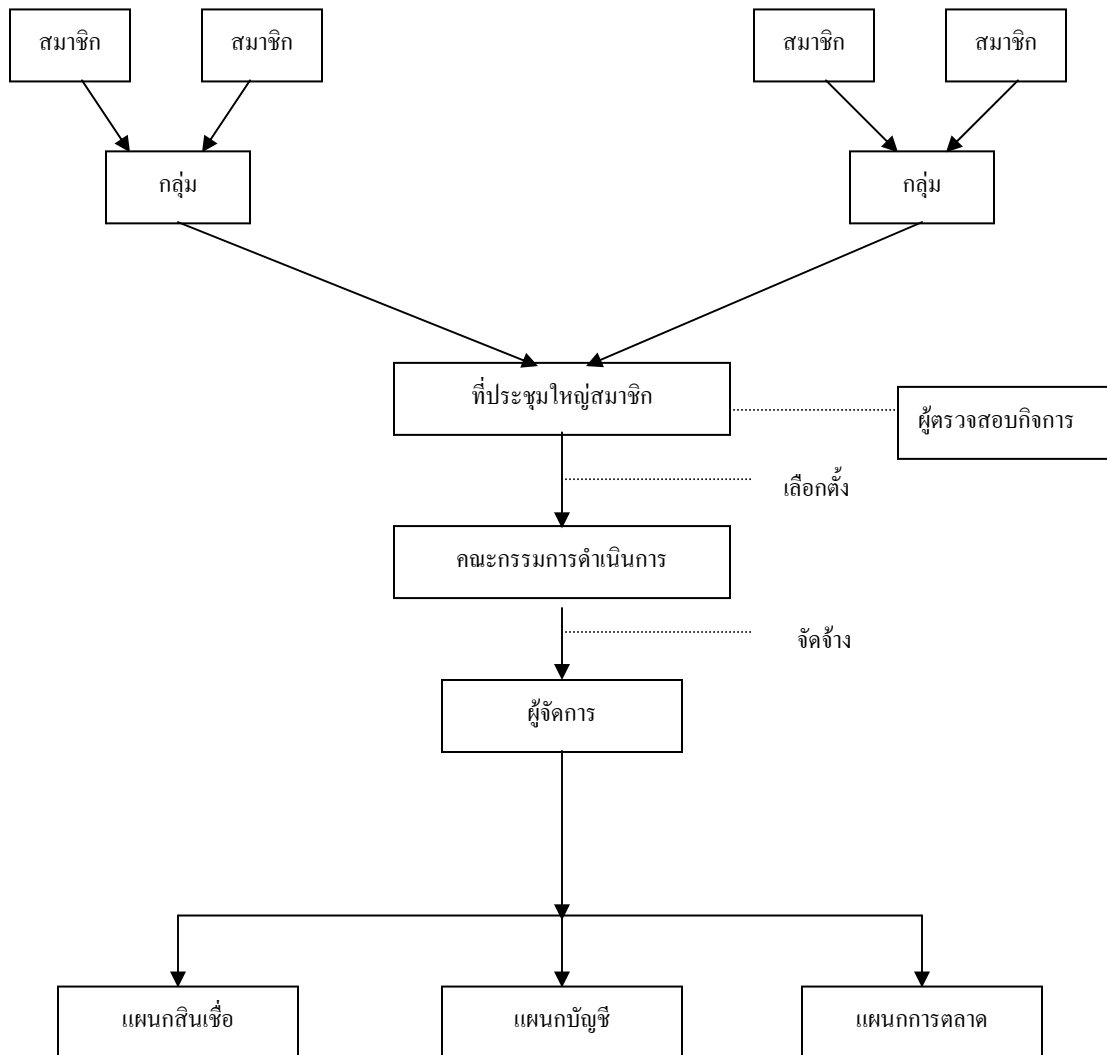 สมาชิก
สมาชิก
สมาชิก
สมาชิก
กลุ่ม
กลุ่ม
ที่ประชุมใหญ่สมาชิก
ผู้ตรวจสอบกิจการ
เลือกตั้ง
คณะกรรมการดำเนินการ
จัดจ้าง
ผู้จัดการ
แผนกสินเชื่อ
แผนกบัญชี
แผนกการตลาด